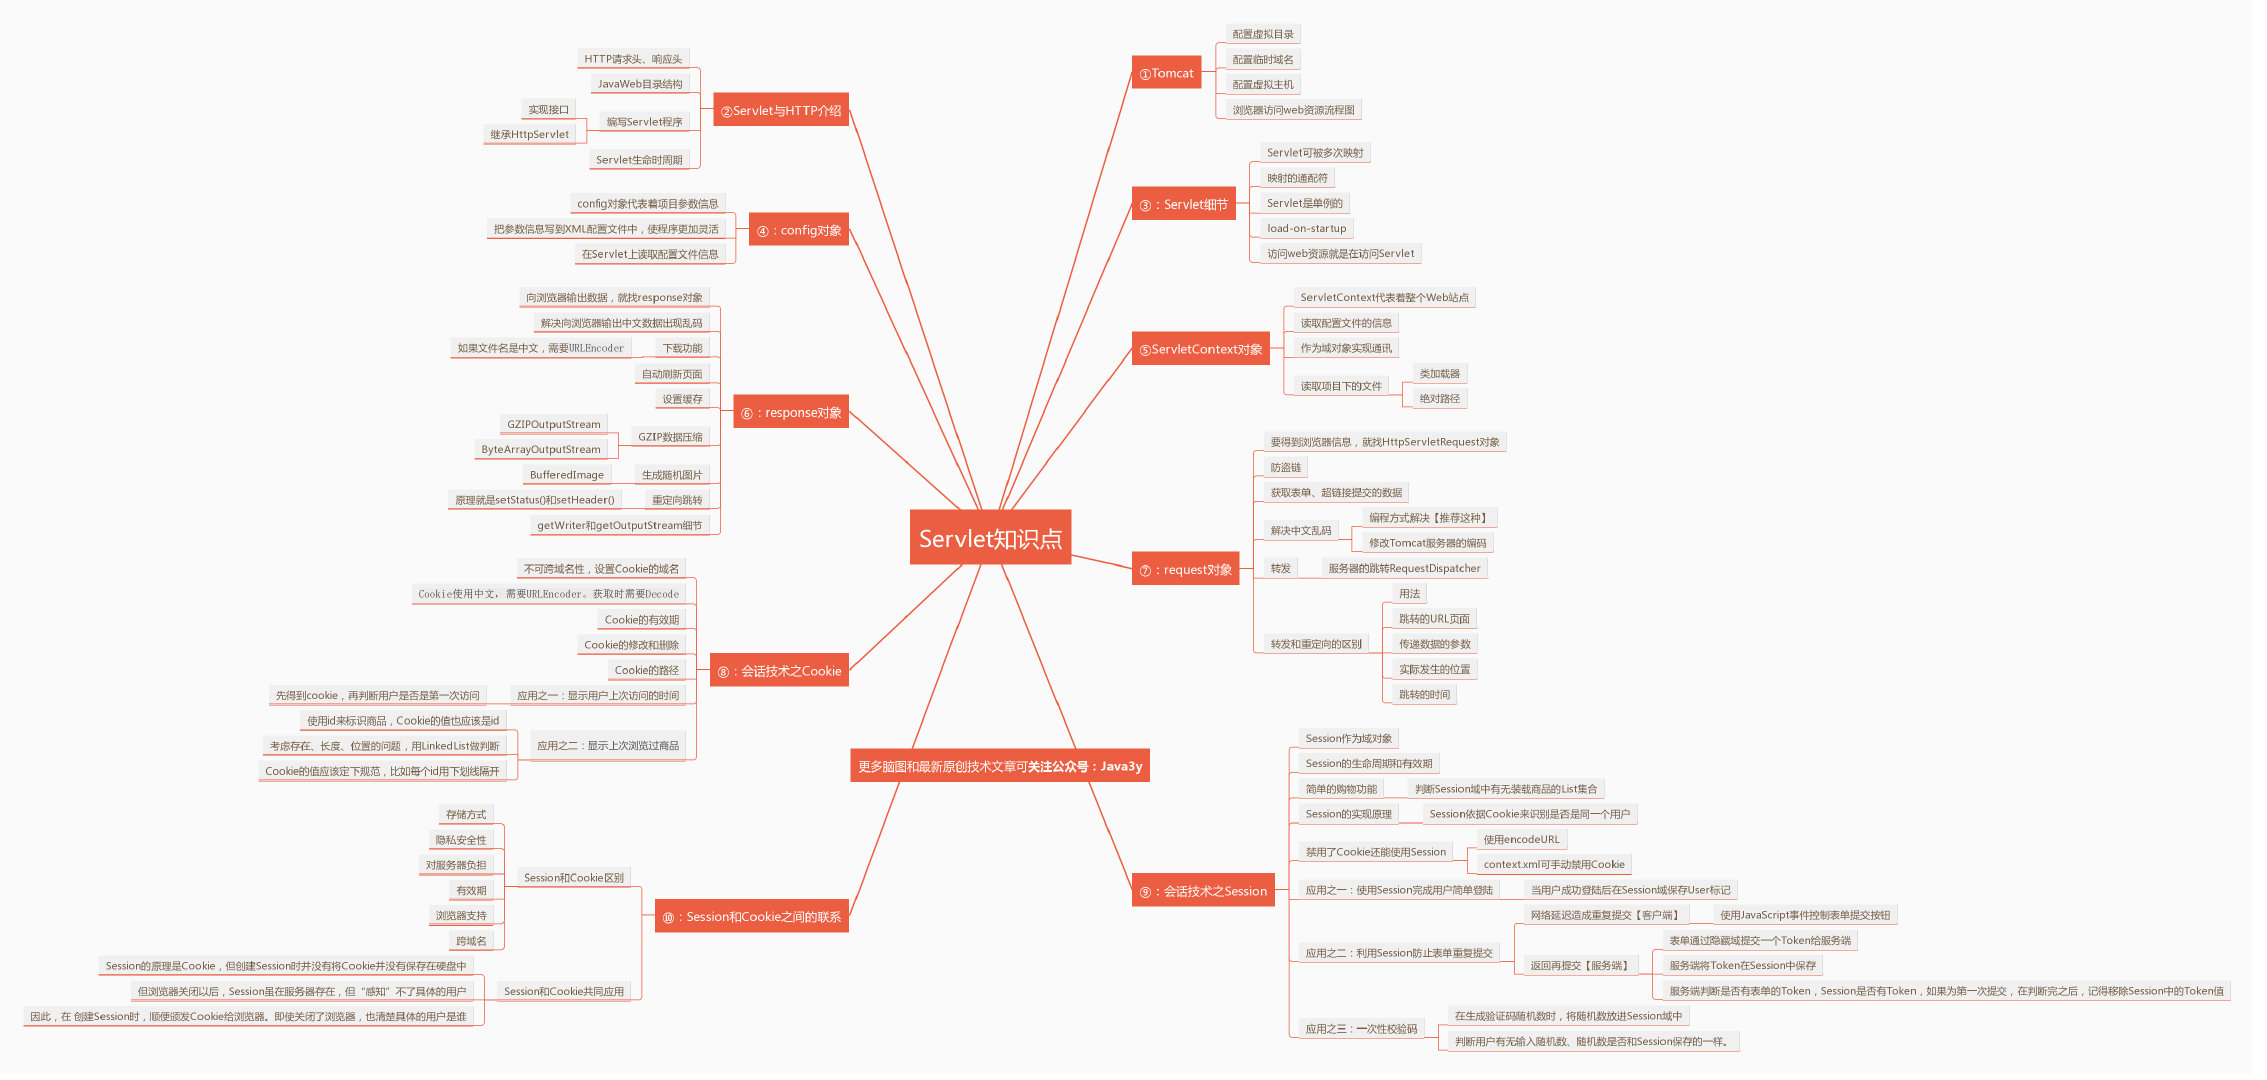 Servlet知识点
①Tomcat
配置虚拟目录
配置临时域名
配置虚拟主机
浏览器访问web资源流程图
②Servlet与HTTP介绍
HTTP请求头、响应头
JavaWeb目录结构
编写Servlet程序
实现接口
继承HttpServlet
Servlet生命时周期
③：Servlet细节
Servlet可被多次映射
映射的通配符
Servlet是单例的
load-on-startup
访问web资源就是在访问Servlet
④：config对象
config对象代表着项目参数信息
把参数信息写到XML配置文件中，使程序更加灵活
在Servlet上读取配置文件信息
⑤ServletContext对象
ServletContext代表着整个Web站点
读取配置文件的信息
作为域对象实现通讯
读取项目下的文件
类加载器
绝对路径
⑥：response对象
向浏览器输出数据，就找response对象
解决向浏览器输出中文数据出现乱码
下载功能
如果文件名是中文，需要URLEncoder
自动刷新页面
设置缓存
GZIP数据压缩
GZIPOutputStream
ByteArrayOutputStream
生成随机图片
BufferedImage
重定向跳转
原理就是setStatus()和setHeader()
getWriter和getOutputStream细节
⑦：request对象
要得到浏览器信息，就找HttpServletRequest对象
防盗链
获取表单、超链接提交的数据
解决中文乱码
编程方式解决【推荐这种】
修改Tomcat服务器的编码
转发
服务器的跳转RequestDispatcher
转发和重定向的区别
用法
跳转的URL页面
传递数据的参数
实际发生的位置
跳转的时间
⑧：会话技术之Cookie
不可跨域名性，设置Cookie的域名
Cookie使用中文，需要URLEncoder。获取时需要Decode
Cookie的有效期
Cookie的修改和删除
Cookie的路径
应用之一：显示用户上次访问的时间
先得到cookie，再判断用户是否是第一次访问
应用之二：显示上次浏览过商品
使用id来标识商品，Cookie的值也应该是id
考虑存在、长度、位置的问题，用LinkedList做判断
Cookie的值应该定下规范，比如每个id用下划线隔开
更多脑图和最新原创技术文章可关注公众号：Java3y
⑨：会话技术之Session
Session作为域对象
Session的生命周期和有效期
简单的购物功能
判断Session域中有无装载商品的List集合
Session的实现原理
Session依据Cookie来识别是否是同一个用户
禁用了Cookie还能使用Session
使用encodeURL
context.xml可手动禁用Cookie
应用之一：使用Session完成用户简单登陆
当用户成功登陆后在Session域保存User标记
应用之二：利用Session防止表单重复提交
网络延迟造成重复提交【客户端】
使用JavaScript事件控制表单提交按钮
返回再提交【服务端】
表单通过隐藏域提交一个Token给服务端
服务端将Token在Session中保存
服务端判断是否有表单的Token，Session是否有Token，如果为第一次提交，在判断完之后，记得移除Session中的Token值
应用之三：一次性校验码
在生成验证码随机数时，将随机数放进Session域中
判断用户有无输入随机数、随机数是否和Session保存的一样。
⑩：Session和Cookie之间的联系
Session和Cookie区别
存储方式
隐私安全性
对服务器负担
有效期
浏览器支持
跨域名
Session和Cookie共同应用
Session的原理是Cookie，但创建Session时并没有将Cookie并没有保存在硬盘中
但浏览器关闭以后，Session虽在服务器存在，但“感知”不了具体的用户
因此，在 创建Session时，顺便颁发Cookie给浏览器。即使关闭了浏览器，也清楚具体的用户是谁